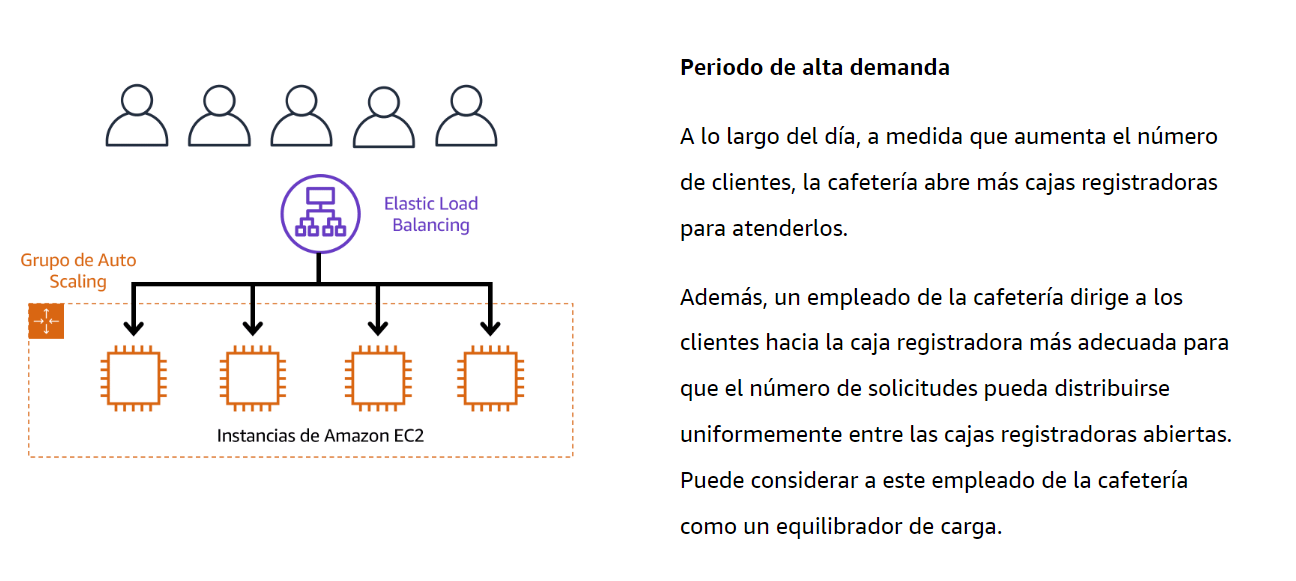 Elastic Load
Balancing
Grupo de Auto
Scaling
Instancias de Amazon EC2
Periodo de alta demanda
A lo largo del día, a medida que aumenta el número
de clientes, la cafetería abre más cajas registradoras
para atenderlos.
Además, un empleado de la cafetería dirige a los
clientes hacia la caja registradora más adecuada para
que el número de solicitudes pueda distribuirse
uniformemente entre las cajas registradoras abiertas.
Puede considerar a este empleado de la cafetería
como un equilibrador de carga.